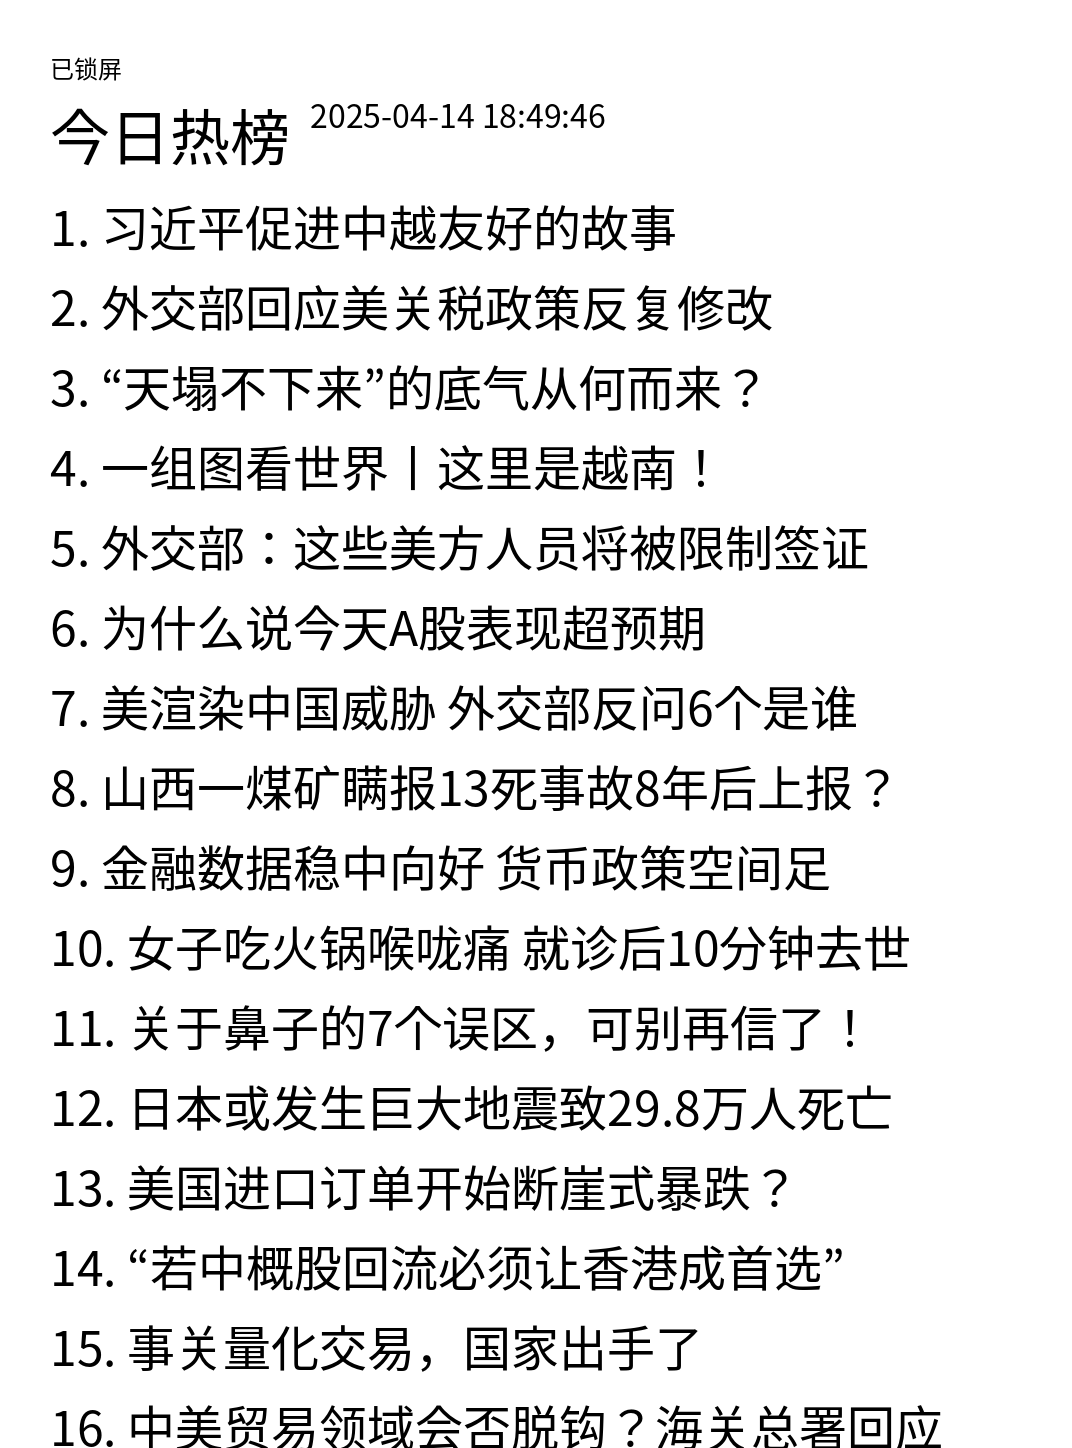 已锁屏
今日热榜 2025-04-14 18:49:46
1. 习近平促进中越友好的故事
2. 外交部回应美关税政策反复修改
3. “天塌不下来”的底气从何而来？
4. 一组图看世界丨这里是越南！
5. 外交部：这些美方人员将被限制签证
6. 为什么说今天A股表现超预期
7. 美渲染中国威胁 外交部反问6个是谁
8. 山西一煤矿瞒报13死事故8年后上报？
9. 金融数据稳中向好 货币政策空间足
10. 女子吃火锅喉咙痛 就诊后10分钟去世
11. 关于鼻子的7个误区，可别再信了！
12. 日本或发生巨大地震致29.8万人死亡
13. 美国进口订单开始断崖式暴跌？
14. “若中概股回流必须让香港成首选”
15. 事关量化交易，国家出手了
16. 中美贸易领域会否脱钩？海关总署回应